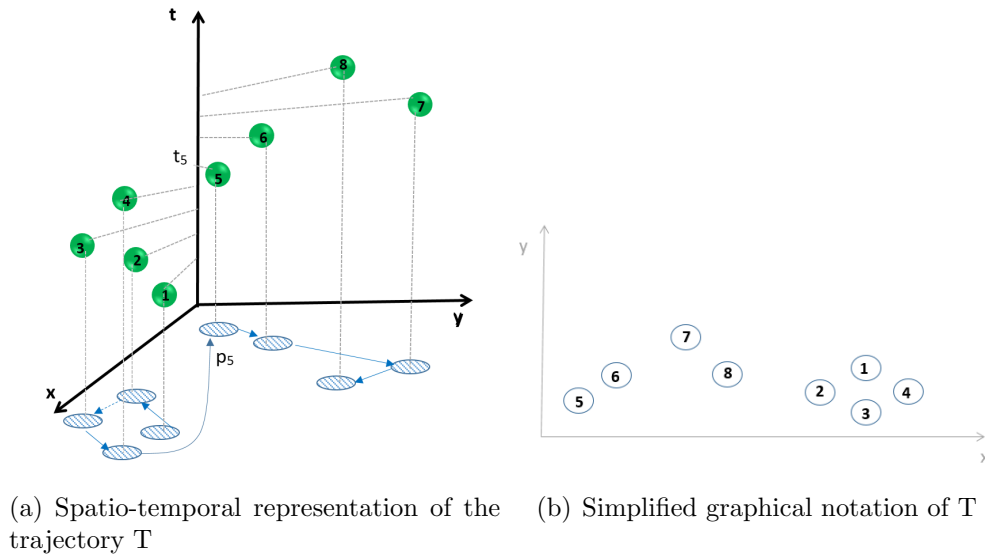 t
8
7
6
t5
5
4
3
2
1
y
p5
x
y
7
1
6
8
2
4
5
3
x
(a) Spatio-temporal representation of the
trajectory T
(b) Simplified graphical notation of T